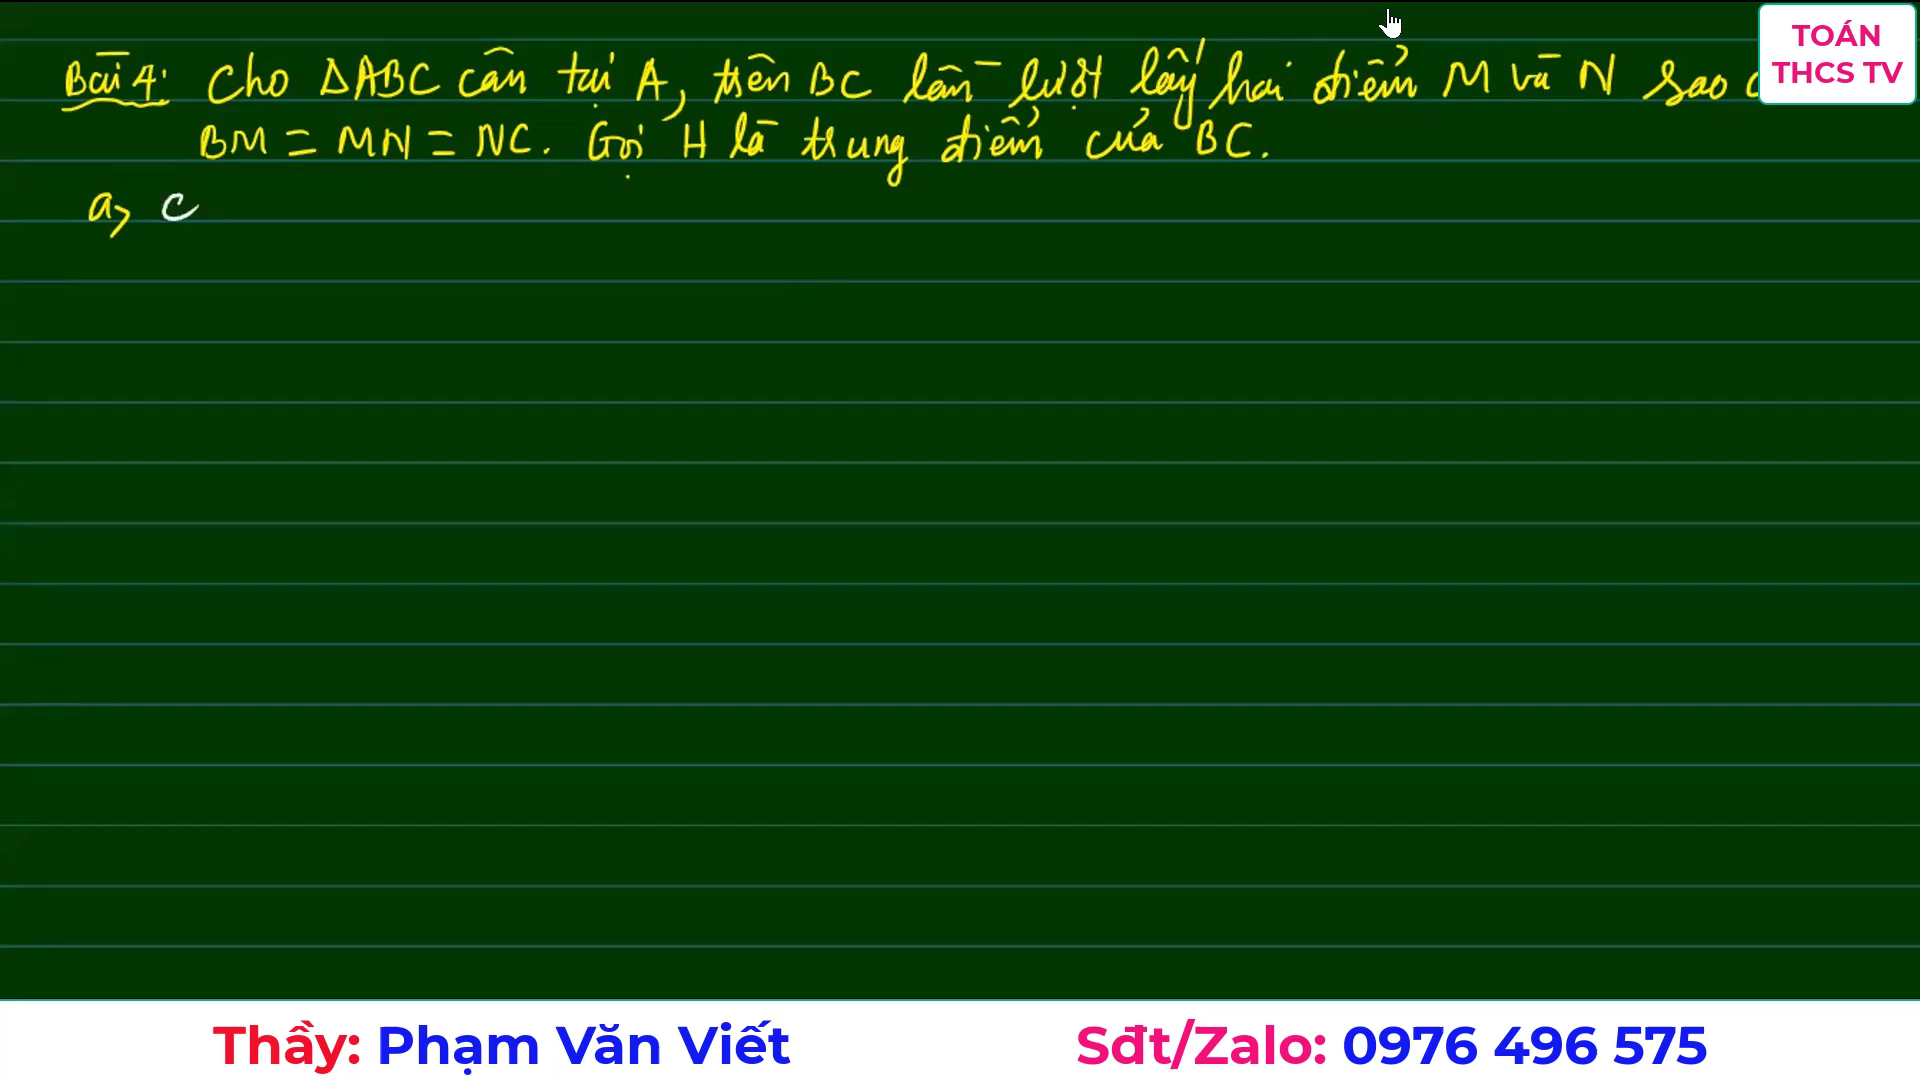 Bài 4: Cho ΔABC cân tại A, trên BC lần lượt lấy hai điểm M và N sao c
BM = MN = NC. Gọi H là trung điểm của BC.
a, C
TOÁN
THCS TV
Thầy: Phạm Văn Viết
Sđt/Zalo: 0976 496 575